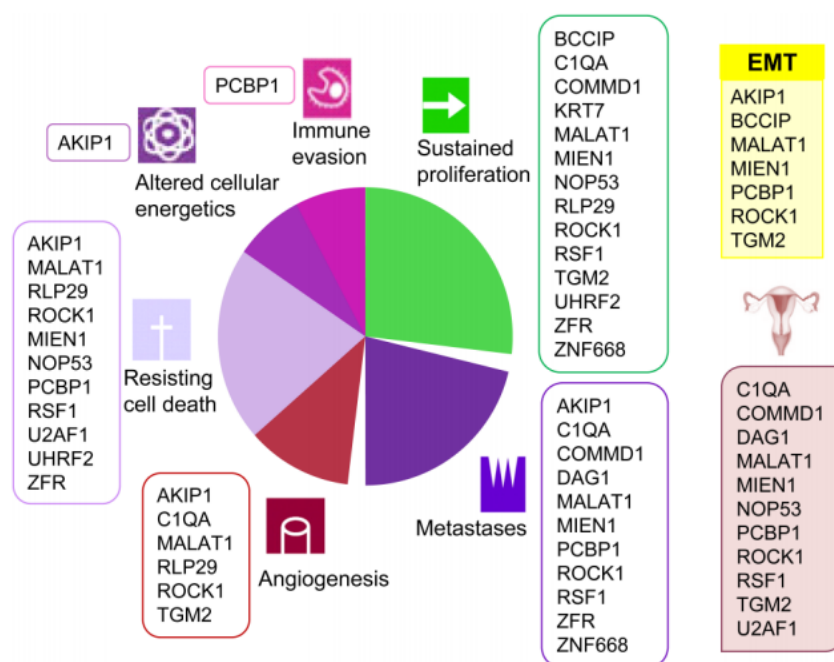 PCBP1
Immune
evasion
AKIP1
Altered cellular
energetics
Sustained
proliferation
BCCIP
C1QA
COMMD1
KRT7
MALAT1
MIEN1
NOP53
RLP29
ROCK1
RSF1
TGM2
UHRF2
ZFR
ZNF668
EMT
AKIP1
BCCIP
MALAT1
MIEN1
PCBP1
ROCK1
TGM2
AKIP1
MALAT1
RLP29
ROCK1
MIEN1
NOP53
PCBP1
RSF1
U2AF1
UHRF2
ZFR
Resisting
cell death
AKIP1
C1QA
MALAT1
RLP29
ROCK1
TGM2
Angiogenesis
Metastases
AKIP1
C1QA
COMMD1
DAG1
MALAT1
MIEN1
PCBP1
ROCK1
RSF1
ZFR
ZNF668
C1QA
COMMD1
DAG1
MALAT1
MIEN1
NOP53
PCBP1
ROCK1
RSF1
TGM2
U2AF1